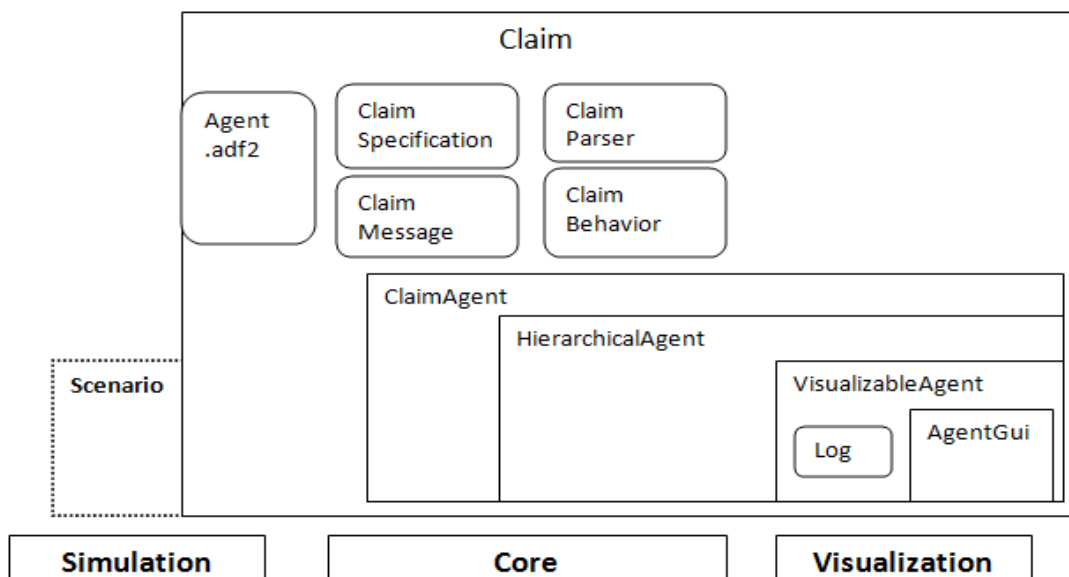 Claim
Agent
.adf2
Claim
Specification
Claim
Parser
Claim
Message
Claim
Behavior
ClaimAgent
HierarchicalAgent
Scenario
VisualizableAgent
Log
AgentGui
Simulation
Core
Visualization